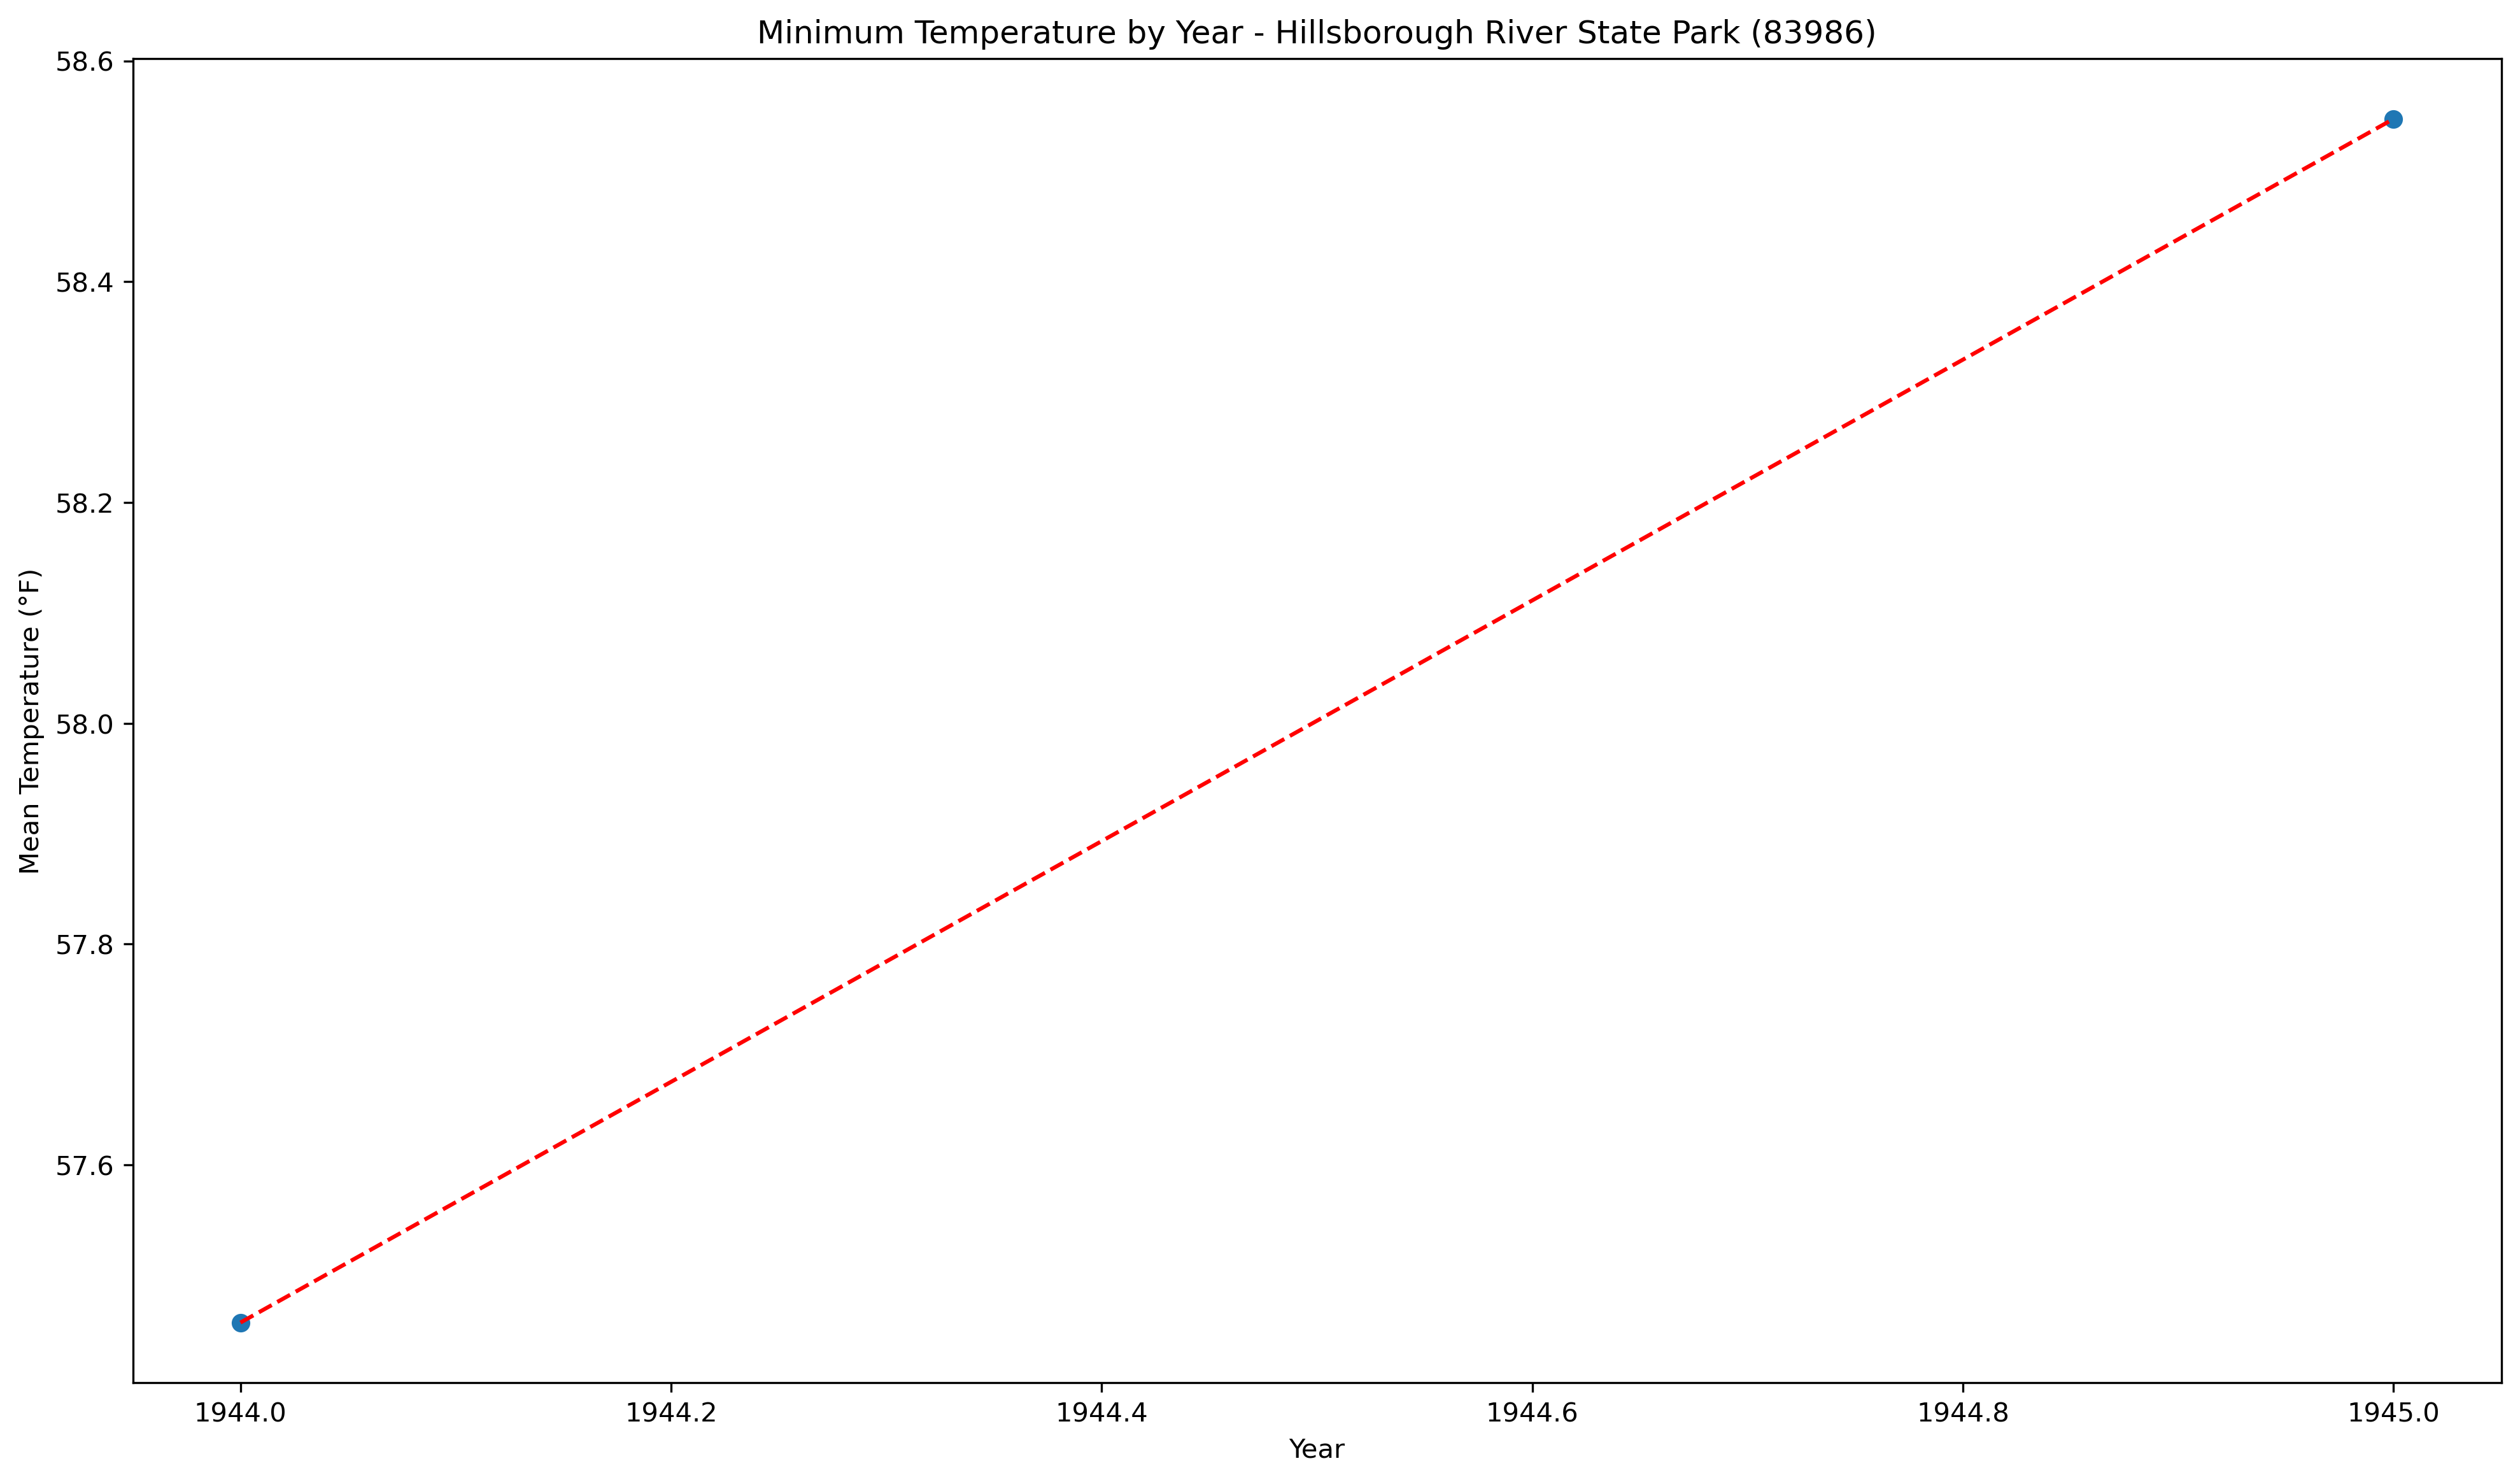 Minimum Temperature by Year - Hillsborough River State Park (83986)
58.6
58.4
58.2
58.0
57.8
57.6
Mean Temperature (°F)
1944.0 1944.2 1944.4 1944.6 1944.8 1945.0
Year